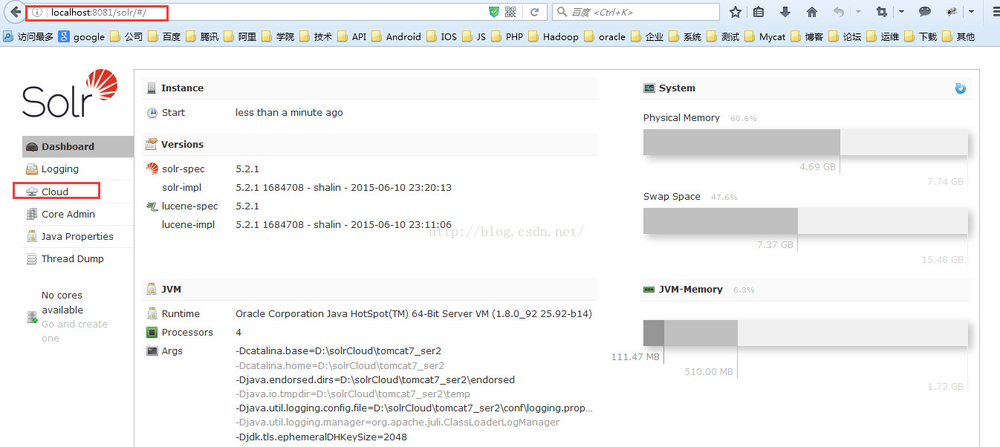 localhost:8081/solr/#/
百度 <Ctrl+K>
访问最多 google 公司 百度 腾讯 阿里 学院 技术 API Android IOS JS PHP Hadoop oracle 企业 系统 测试 Mycat 博客 论坛 运维 下载 其他
Solr
Dashboard
Logging
Cloud
Core Admin
Java Properties
Thread Dump
No cores
available
Go and create
one
Instance
Start less than a minute ago
Versions
solr-spec 5.2.1
solr-impl 5.2.1 1684708 - shalin - 2015-06-10 23:20:13
lucene-spec 5.2.1
lucene-impl 5.2.1 1684708 - shalin - 2015-06-10 23:11:06
http://blog.csdn.net/
JVM
Runtime Oracle Corporation Java HotSpot(TM) 64-Bit Server VM (1.8.0_92 25.92-b14)
Processors 4
Args -Dcatalina.base=D:\solrCloud\tomcat7_ser2
-Dcatalina.home=D:\solrCloud\tomcat7_ser2
-Djava.endorsed.dirs=D:\solrCloud\tomcat7_ser2\endorsed
-Djava.io.tmpdir=D:\solrCloud\tomcat7_ser2\temp
-Djava.util.logging.config.file=D:\solrCloud\tomcat7_ser2\conf\logging.prop...
-Djava.util.logging.manager=org.apache.juli.ClassLoaderLogManager
-Djdk.tls.ephemeralDHKeySize=2048
System
Physical Memory 60.6%
4.69 GB
7.74 GB
Swap Space 47.6%
7.37 GB
15.48 GB
JVM-Memory 6.3%
111.47 MB
510.00 MB
1.72 GB